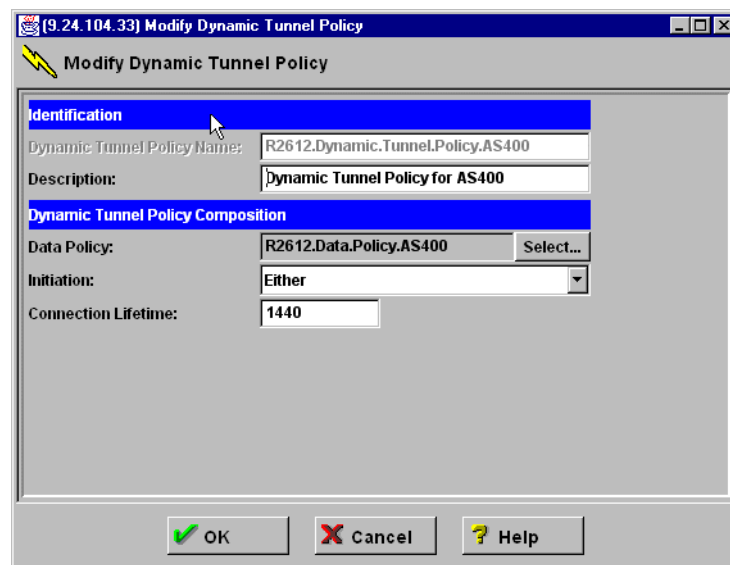 (9.24.104.33) Modify Dynamic Tunnel Policy
Modify Dynamic Tunnel Policy
Identification
Dynamic Tunnel Policy Name: R2612.Dynamic.Tunnel.Policy.AS400
Description: Dynamic Tunnel Policy for AS400
Dynamic Tunnel Policy Composition
Data Policy: R2612.Data.Policy.AS400 Select...
Initiation: Either
Connection Lifetime: 1440
OK Cancel Help